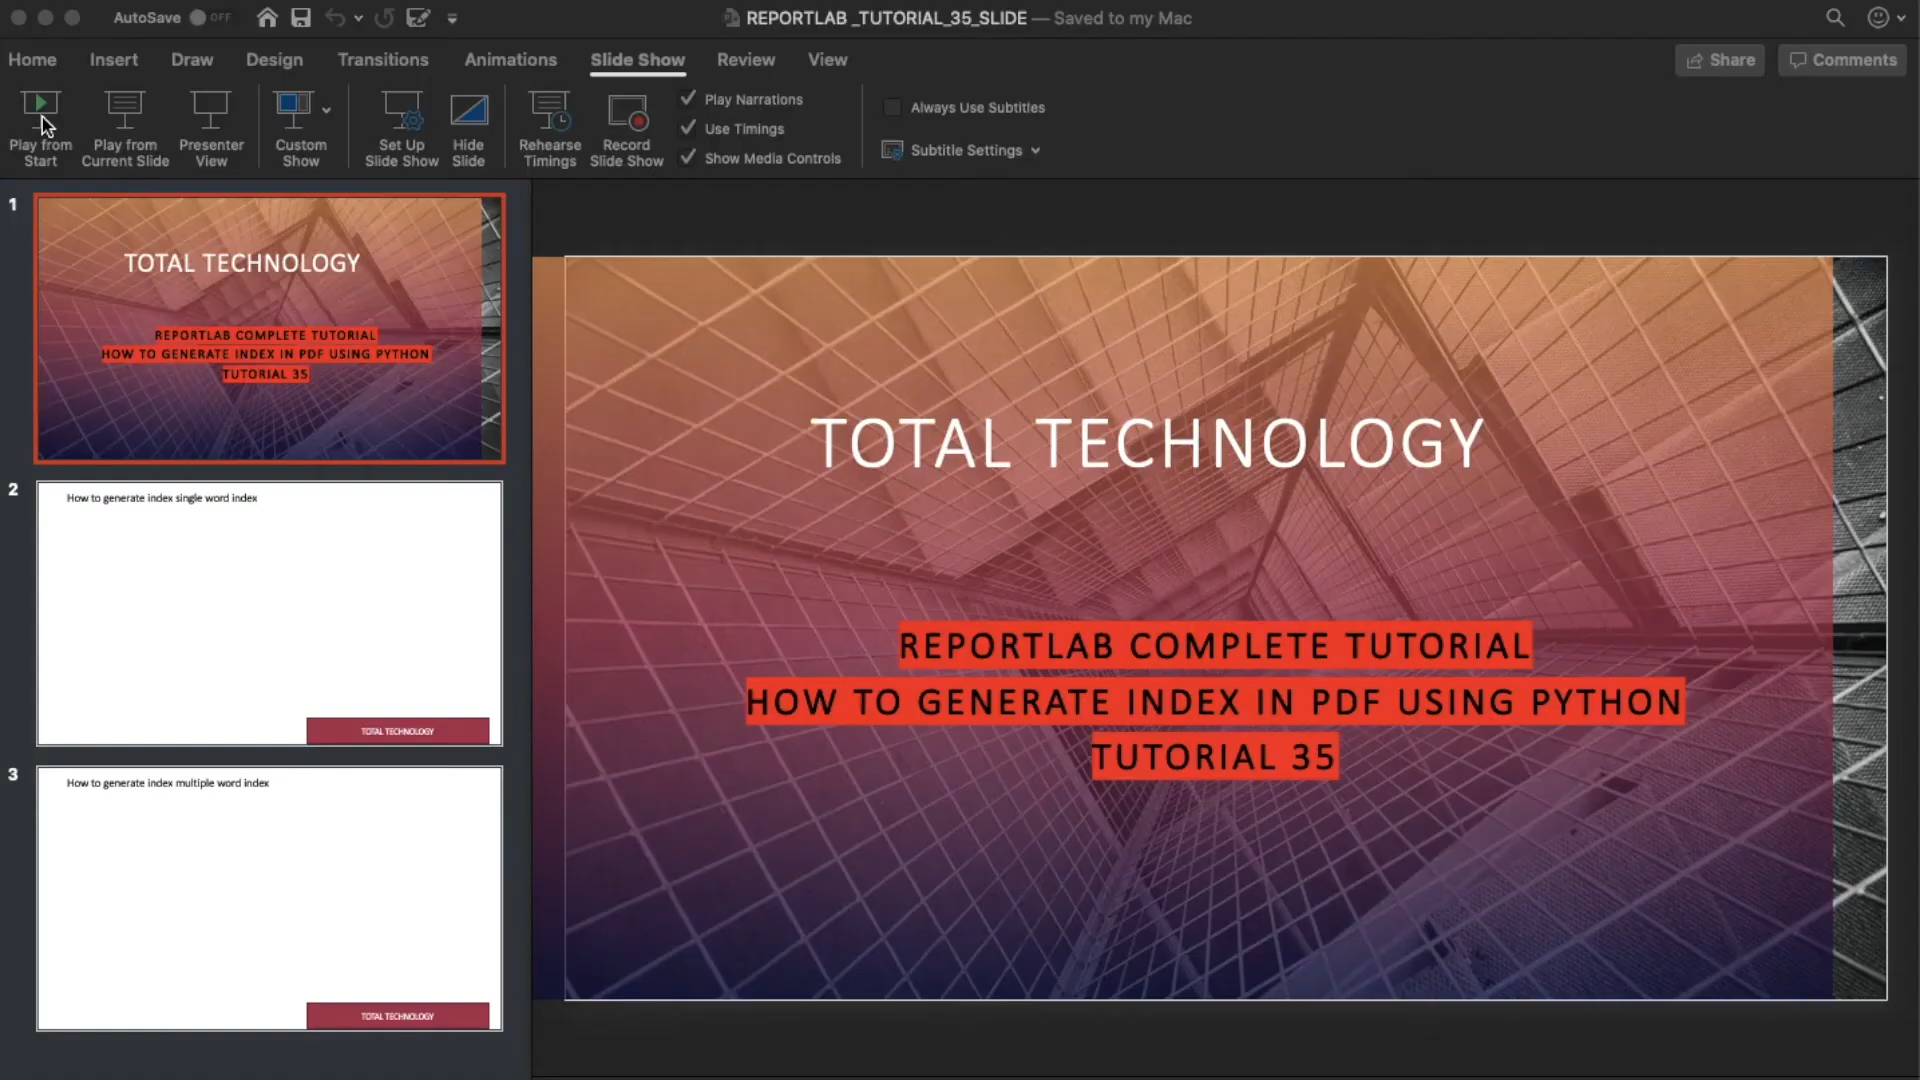 AutoSave OFF
REPORTLAB _TUTORIAL_35_SLIDE — Saved to my Mac
Home Insert Draw Design Transitions Animations Slide Show Review View
Share Comments
Play from Start
Play from Current Slide
Presenter View
Custom Show
Set Up Slide Show
Hide Slide
Rehearse Timings
Record Slide Show
Play Narrations
Use Timings
Show Media Controls
Always Use Subtitles
Subtitle Settings
1
TOTAL TECHNOLOGY
REPORTLAB COMPLETE TUTORIAL
HOW TO GENERATE INDEX IN PDF USING PYTHON
TUTORIAL 35
2
How to generate index single word index
TOTAL TECHNOLOGY
3
How to generate index multiple word index
TOTAL TECHNOLOGY
TOTAL TECHNOLOGY
REPORTLAB COMPLETE TUTORIAL
HOW TO GENERATE INDEX IN PDF USING PYTHON
TUTORIAL 35